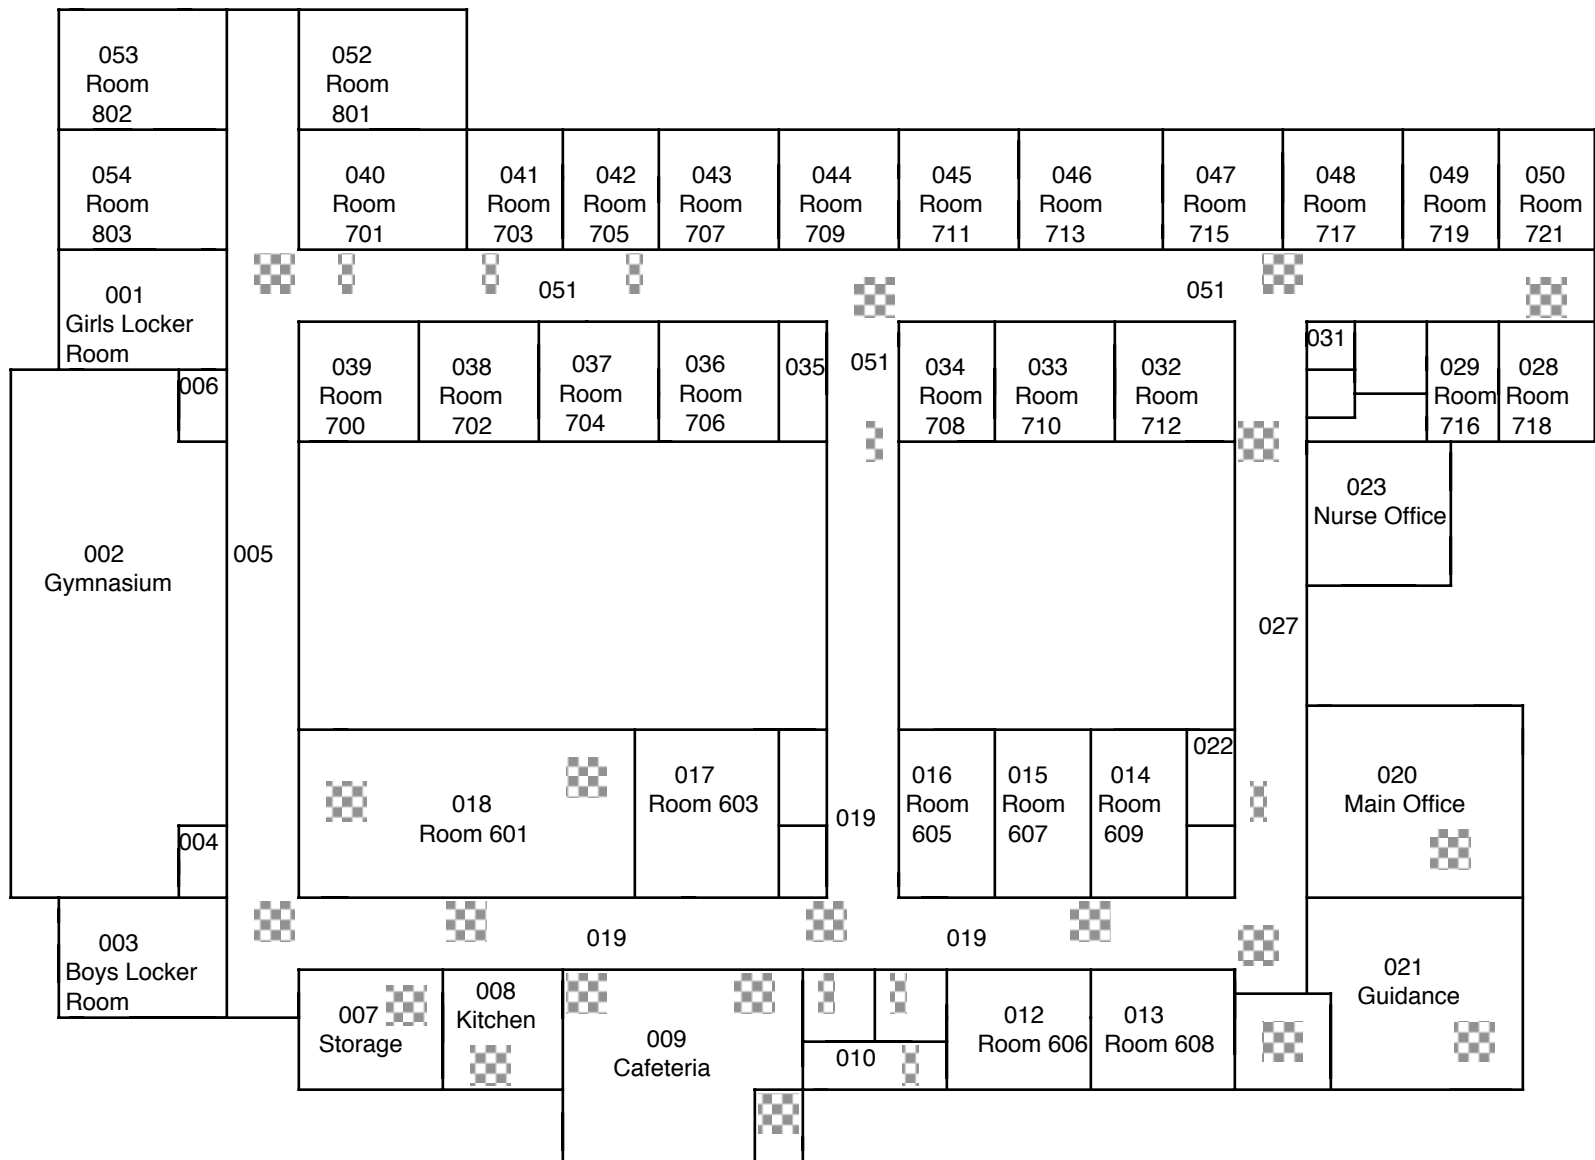 053
Room
802
052
Room
801
054
Room
803
040
Room
701
041
Room
703
042
Room
705
043
Room
707
044
Room
709
045
Room
711
046
Room
713
047
Room
715
048
Room
717
049
Room
719
050
Room
721
001
Girls Locker
Room
051
051
006
039
Room
700
038
Room
702
037
Room
704
036
Room
706
035
051
034
Room
708
033
Room
710
032
Room
712
031
029
Room
716
028
Room
718
002
Gymnasium
005
023
Nurse Office
027
004
018
Room 601
017
Room 603
019
016
Room
605
015
Room
607
014
Room
609
022
020
Main Office
003
Boys Locker
Room
019
019
021
Guidance
007
Storage
008
Kitchen
009
Cafeteria
010
012
Room 606
013
Room 608